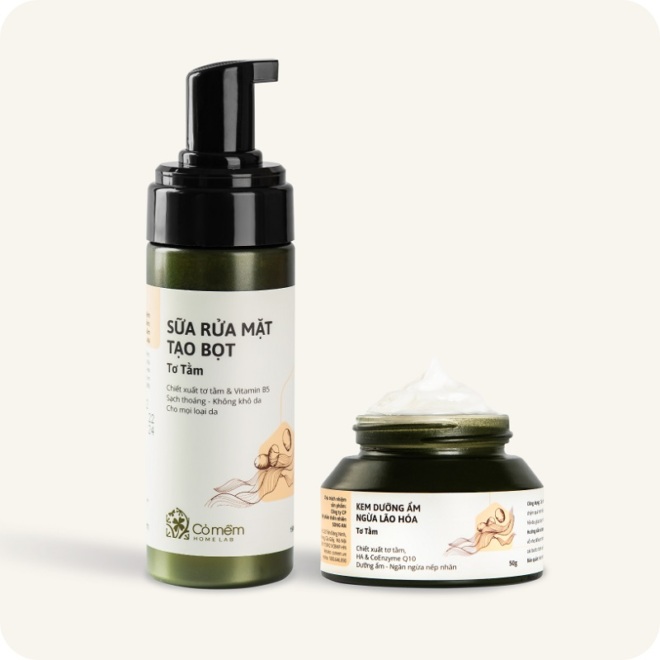 SỮA RỬA MẶT
TẠO BỌT
Tơ Tằm
Chiết xuất tơ tằm & Vitamin B5
Sạch thoáng - Không khô da
Cho mọi loại da
Cỏ mềm
HOME LAB
KEM DƯỠNG ẨM
NGỪA LÃO HÓA
Tơ Tằm
Chiết xuất tơ tằm,
HA & CoEnzyme Q10
Dưỡng ẩm - Ngăn ngừa nếp nhăn
50g